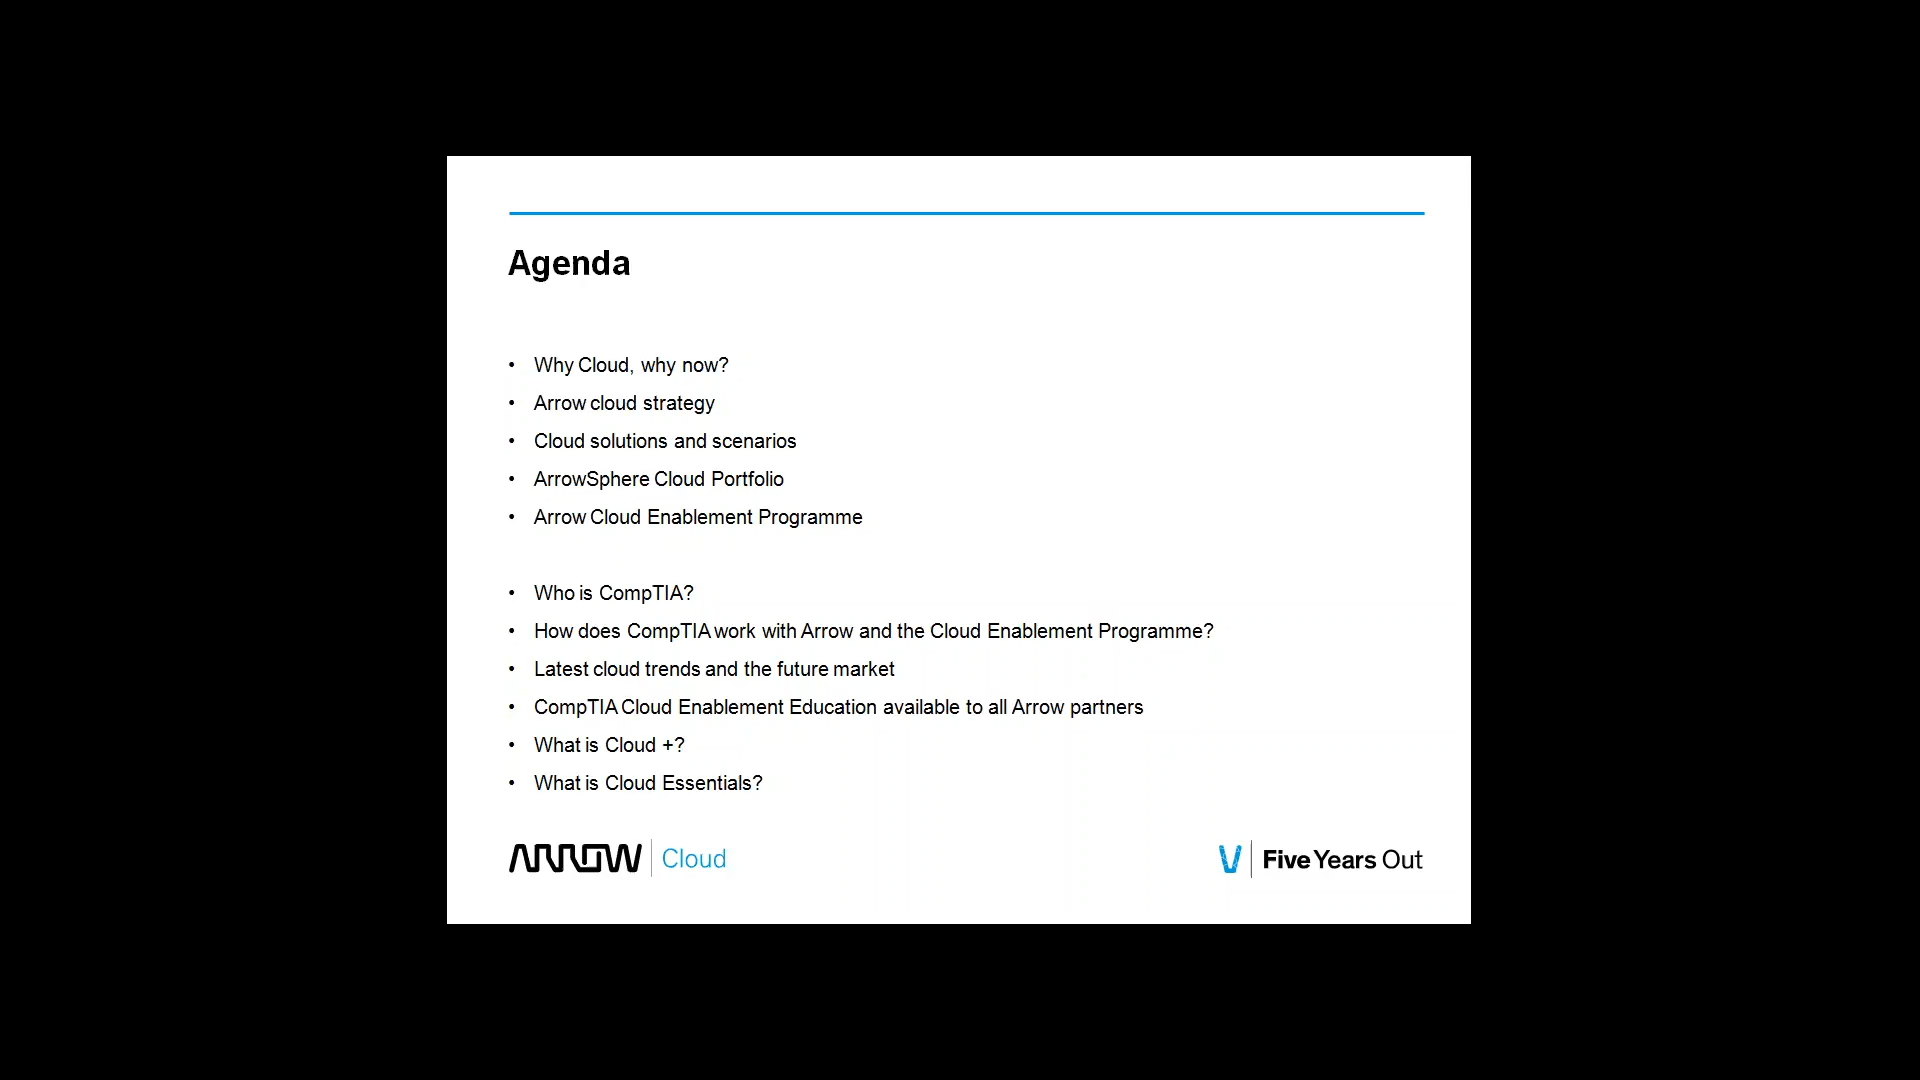 Agenda
• Why Cloud, why now?
• Arrow cloud strategy
• Cloud solutions and scenarios
• ArrowSphere Cloud Portfolio
• Arrow Cloud Enablement Programme
• Who is CompTIA?
• How does CompTIA work with Arrow and the Cloud Enablement Programme?
• Latest cloud trends and the future market
• CompTIA Cloud Enablement Education available to all Arrow partners
• What is Cloud +?
• What is Cloud Essentials?
ARROW Cloud
Five Years Out